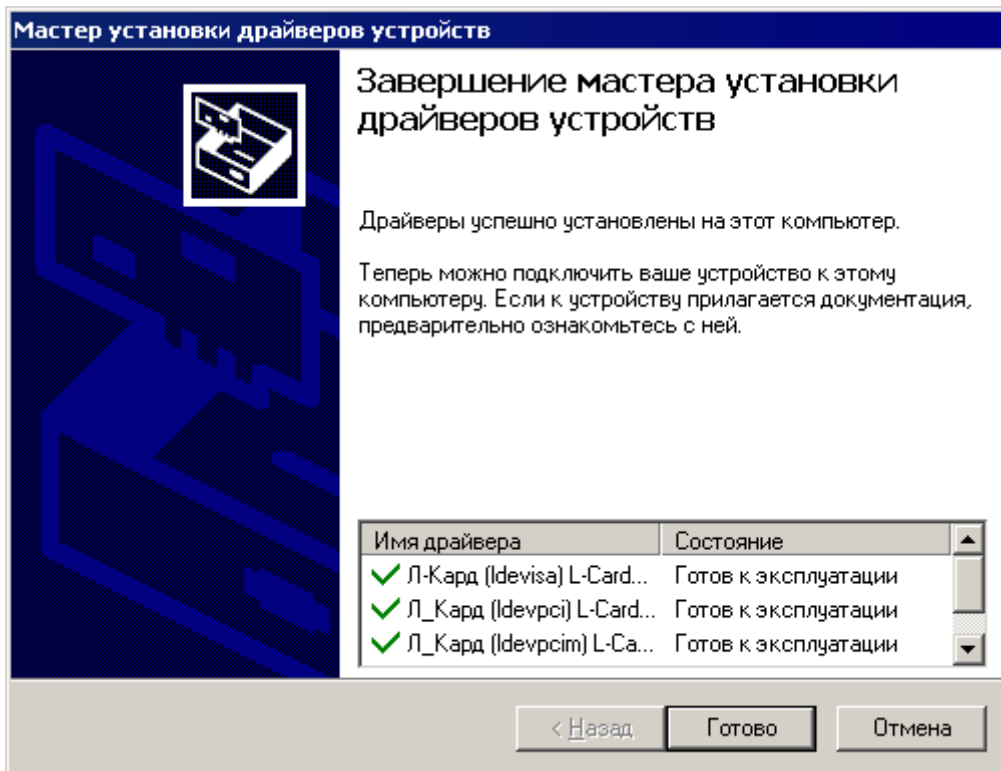 Мастер установки драйверов устройств
Завершение мастера установки
драйверов устройств
Драйверы успешно установлены на этот компьютер.
Теперь можно подключить ваше устройство к этому
компьютеру. Если к устройству прилагается документация,
предварительно ознакомьтесь с ней.
Имя драйвера Состояние
Л-Кард (ldevisa) L-Card... Готов к эксплуатации
Л_Кард (ldevpci) L-Card... Готов к эксплуатации
Л_Кард (ldevpcim) L-Ca... Готов к эксплуатации
< Назад Готово Отмена